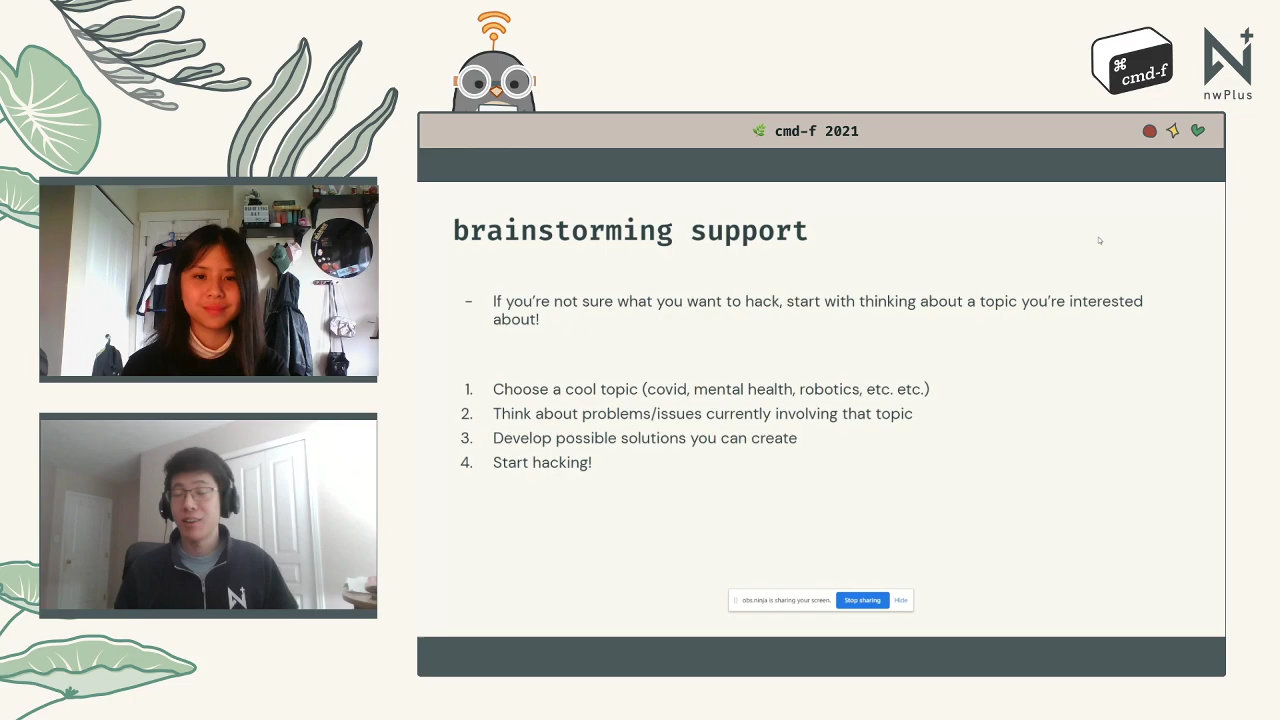 ⌘
cmd-f
nwPlus
cmd-f 2021
brainstorming support
- If you’re not sure what you want to hack, start with thinking about a topic you’re interested
about!
1. Choose a cool topic (covid, mental health, robotics, etc. etc.)
2. Think about problems/issues currently involving that topic
3. Develop possible solutions you can create
4. Start hacking!
obs.ninja is sharing your screen. Stop sharing Hide